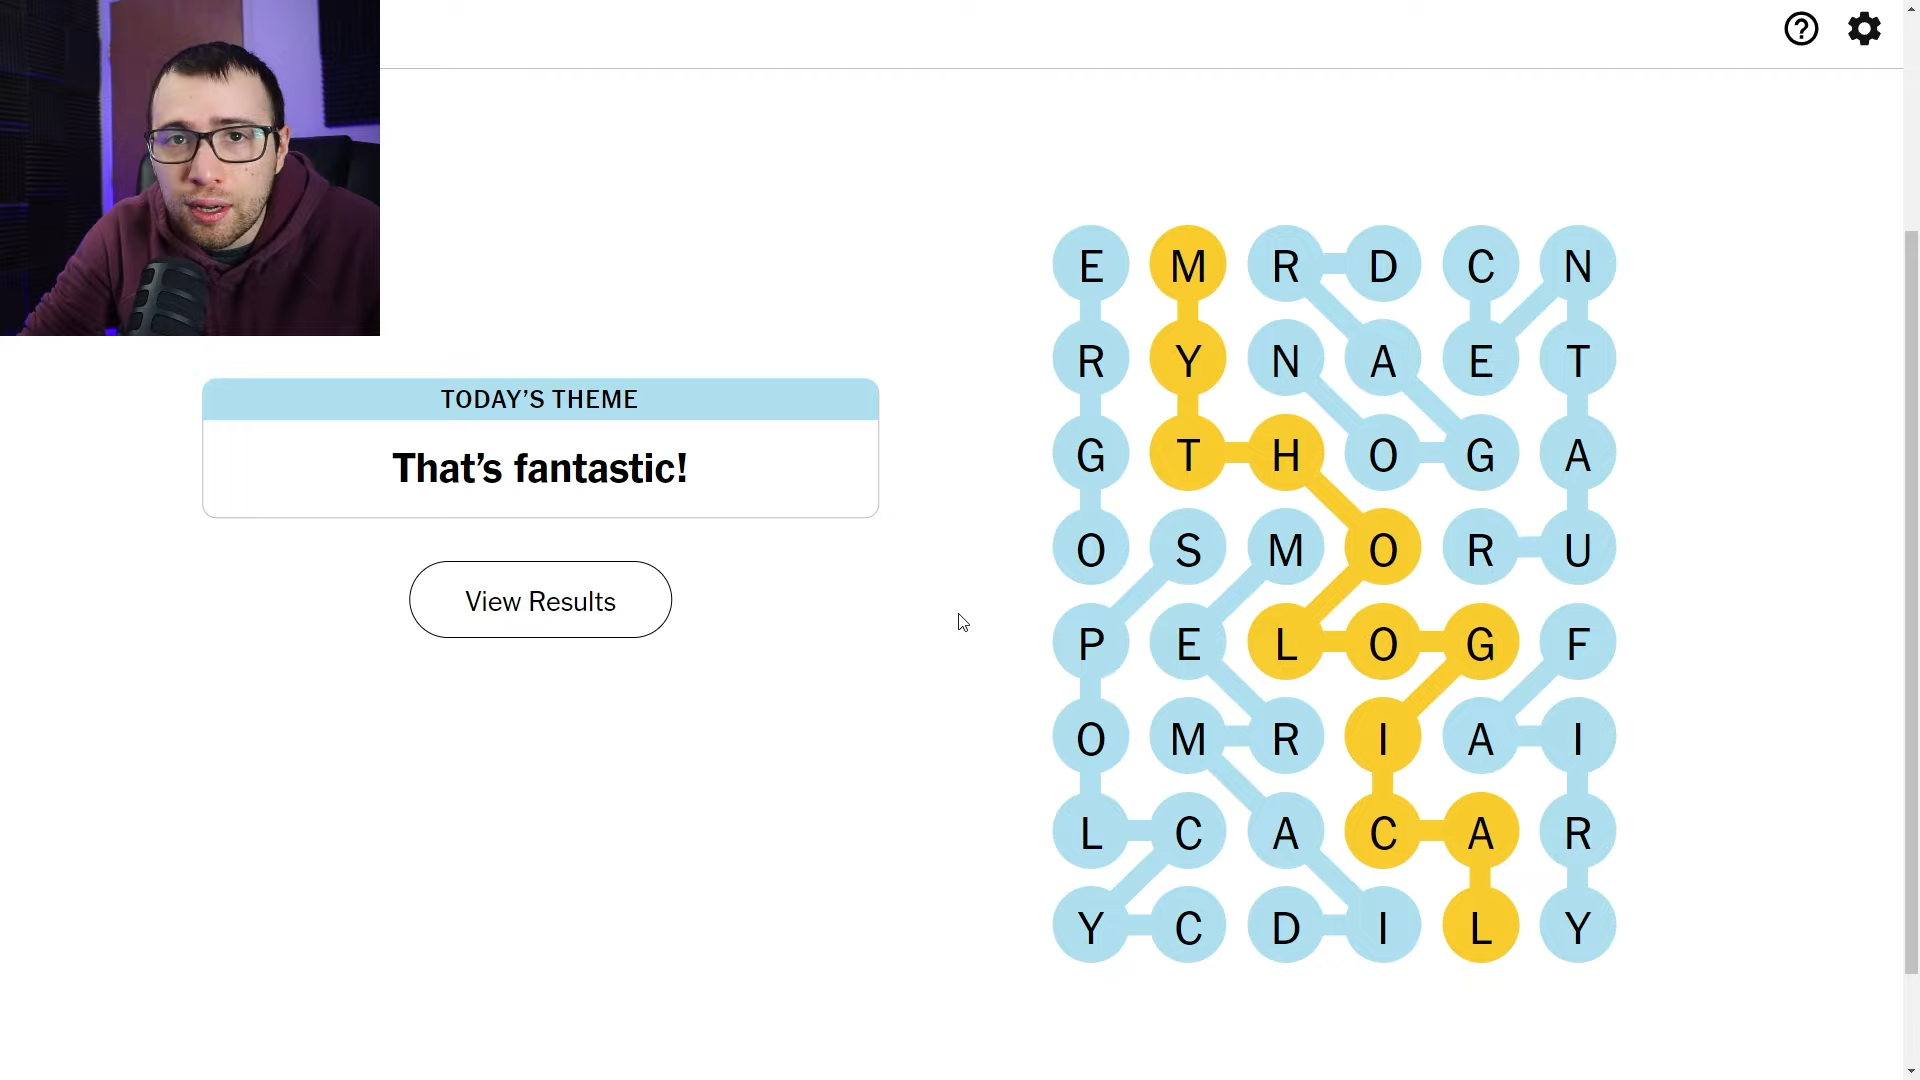 TODAY'S THEME
That's fantastic!
View Results
E M R D C N
R Y N A E T
G T H O G A
O S M O R U
P E L O G F
O M R I A I
L C A C A R
Y C D I L Y